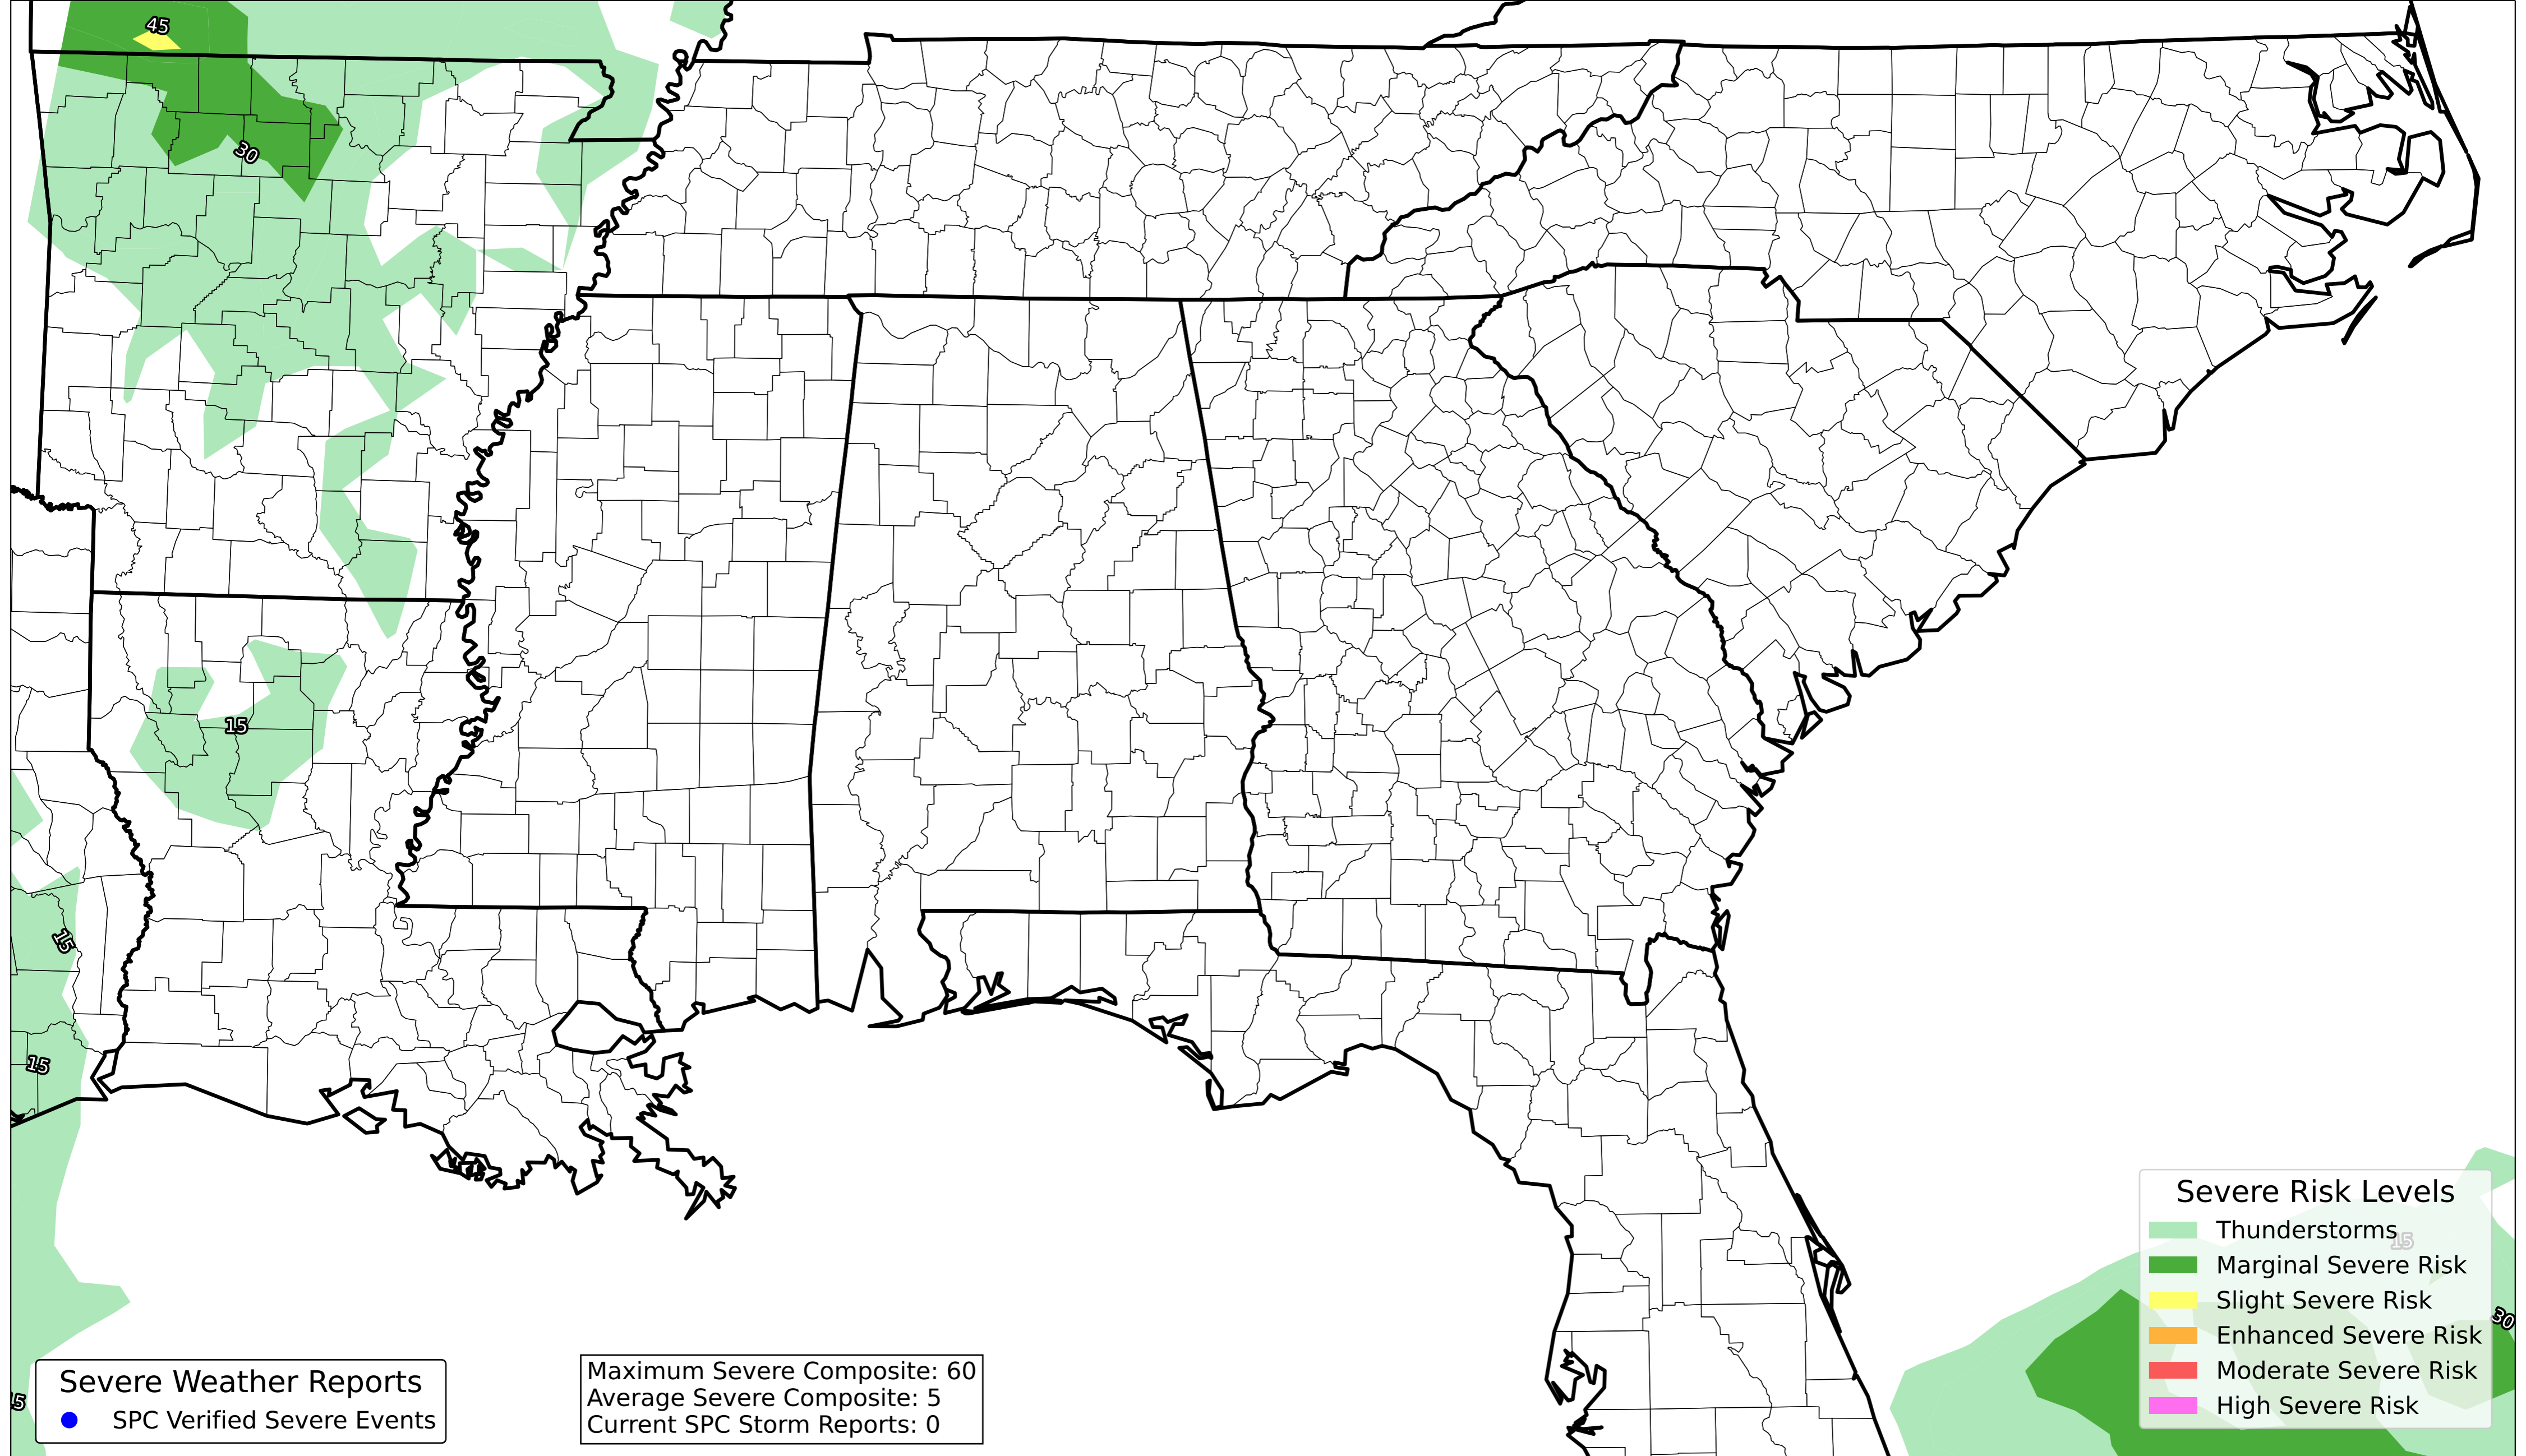 45
30
15
15
15
15
Severe Risk Levels
Thunderstorms
15
Marginal Severe Risk
Slight Severe Risk
30
Enhanced Severe Risk
Moderate Severe Risk
High Severe Risk
Severe Weather Reports
SPC Verified Severe Events
Maximum Severe Composite: 60
Average Severe Composite: 5
Current SPC Storm Reports: 0